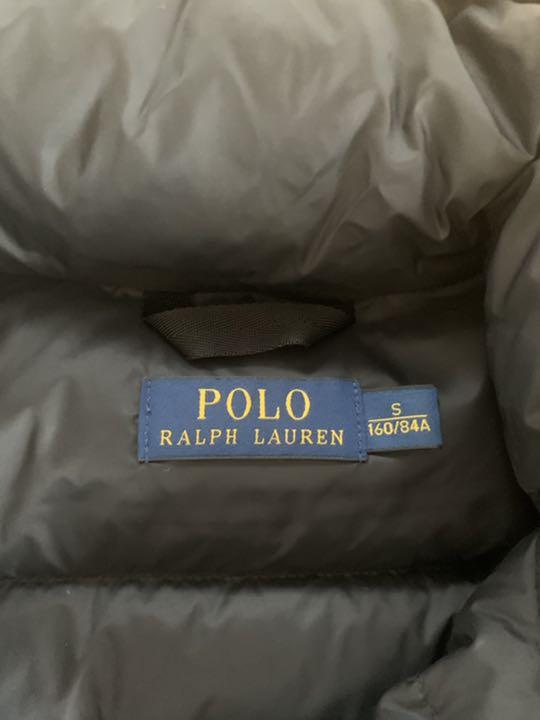 POLO
RALPH LAUREN
S
160/84A